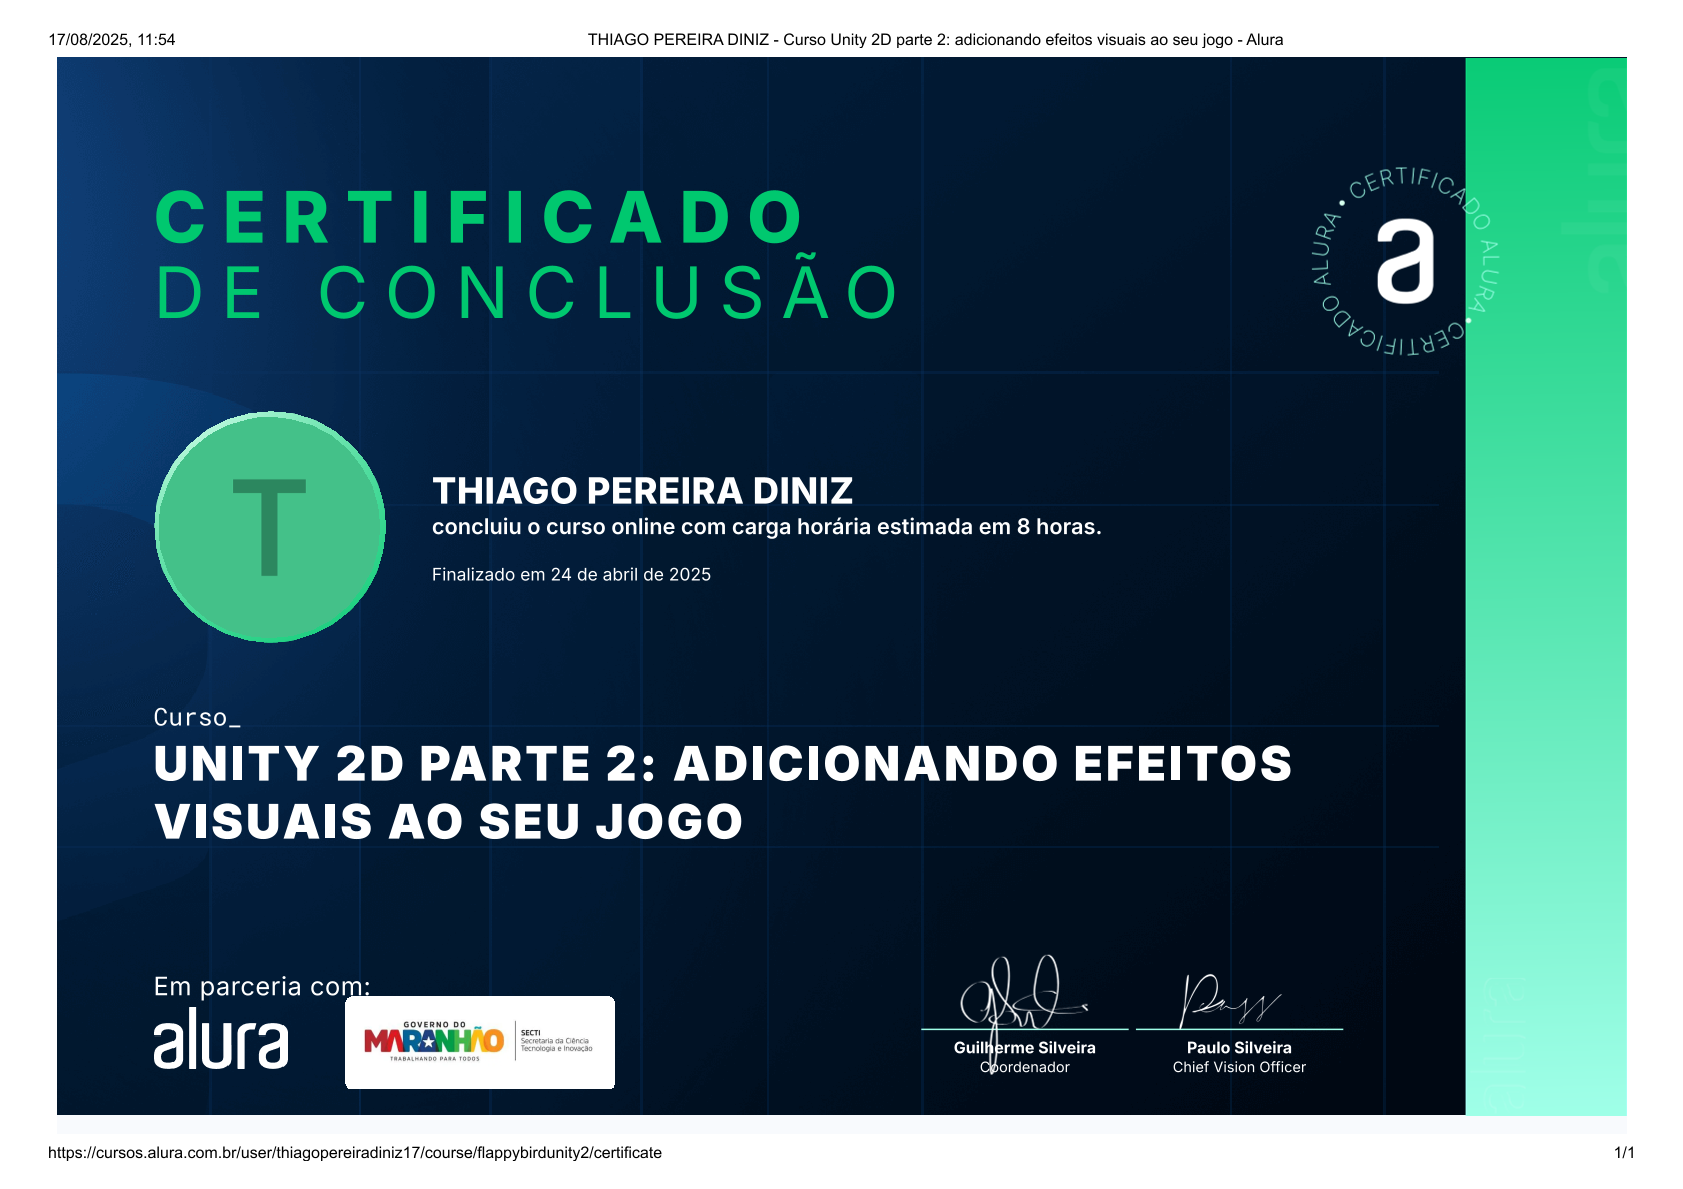 17/08/2025, 11:54
THIAGO PEREIRA DINIZ - Curso Unity 2D parte 2: adicionando efeitos visuais ao seu jogo - Alura
CERTIFICADO
DE CONCLUSÃO
CERTIFICADO ALURA • CERTIFICADO ALURA •
a
alura
T
THIAGO PEREIRA DINIZ
concluiu o curso online com carga horária estimada em 8 horas.
Finalizado em 24 de abril de 2025
Curso_
UNITY 2D PARTE 2: ADICIONANDO EFEITOS
VISUAIS AO SEU JOGO
Em parceria com:
alura
GOVERNO DO
MARANHÃO
TRABALHANDO PARA TODOS
SECTI
Secretaria da Ciência
Tecnologia e Inovação
Guilherme Silveira
Coordenador
Paulo Silveira
Chief Vision Officer
alura
https://cursos.alura.com.br/user/thiagopereiradiniz17/course/flappybirdunity2/certificate
1/1